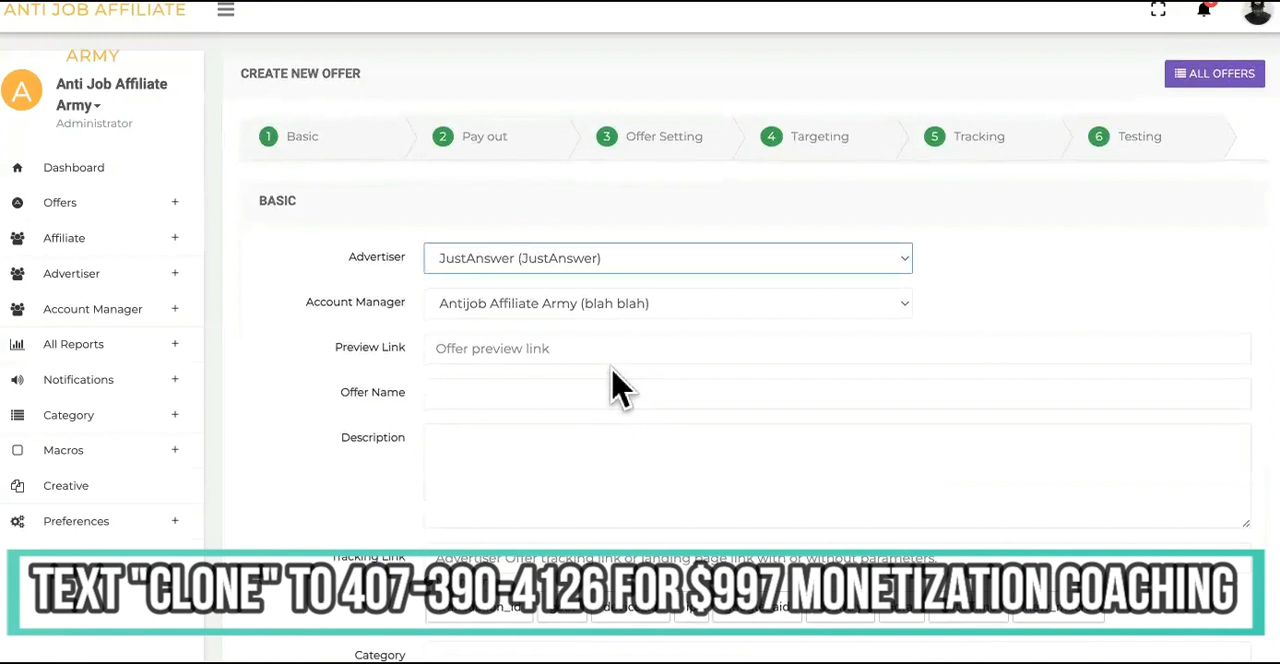 ANTI JOB AFFILIATE
ARMY
A
Anti Job Affiliate
Army
Administrator
Dashboard
Offers +
Affiliate +
Advertiser +
Account Manager +
All Reports +
Notifications +
Category +
Macros +
Creative
Preferences +
CREATE NEW OFFER
ALL OFFERS
1 Basic
2 Pay out
3 Offer Setting
4 Targeting
5 Tracking
6 Testing
BASIC
Advertiser JustAnswer (JustAnswer)
Account Manager Antijob Affiliate Army (blah blah)
Preview Link Offer preview link
Offer Name
Description
Tracking Link Advertiser Offer tracking link or landing page link with or without parameters.
TEXT "CLONE" TO 407-390-4126 FOR $997 MONETIZATION COACHING
Category